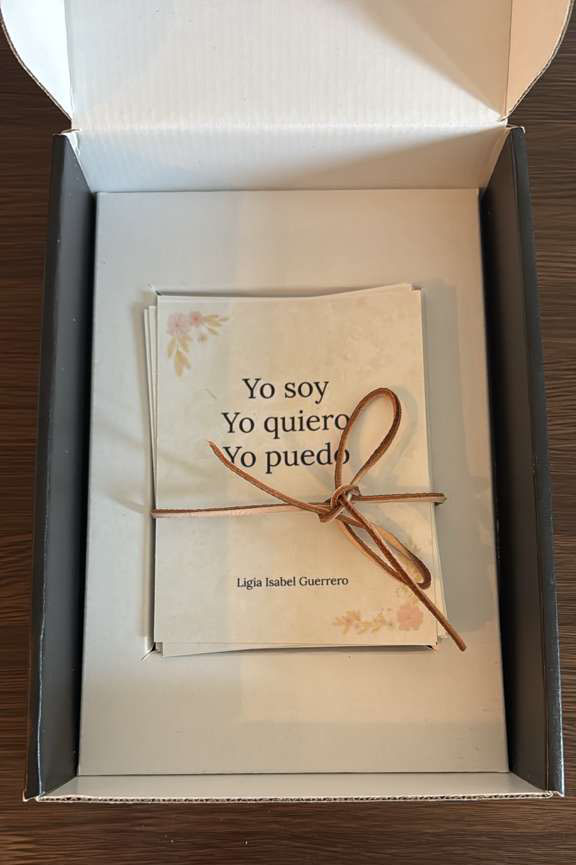 Yo soy
Yo quiero
Yo puedo
Ligia Isabel Guerrero